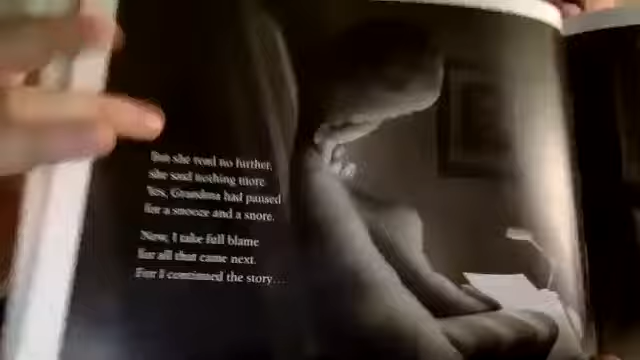 But she read no further,
she said nothing more.
Yes, Grandma had paused
for a snooze and a snore.
Now, I take full blame
for all that came next.
For I continued the story...